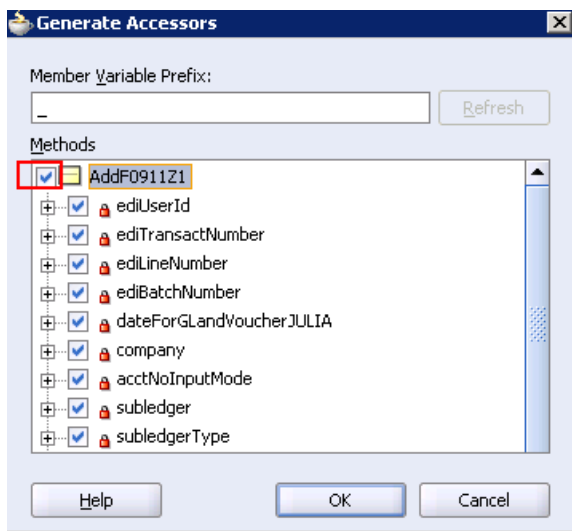 Generate Accessors
Member Variable Prefix:
_
Refresh
Methods
AddF0911Z1
ediUserId
ediTransactNumber
ediLineNumber
ediBatchNumber
dateForGLandVoucherJULIA
company
acctNoInputMode
subledger
subledgerType
Help OK Cancel